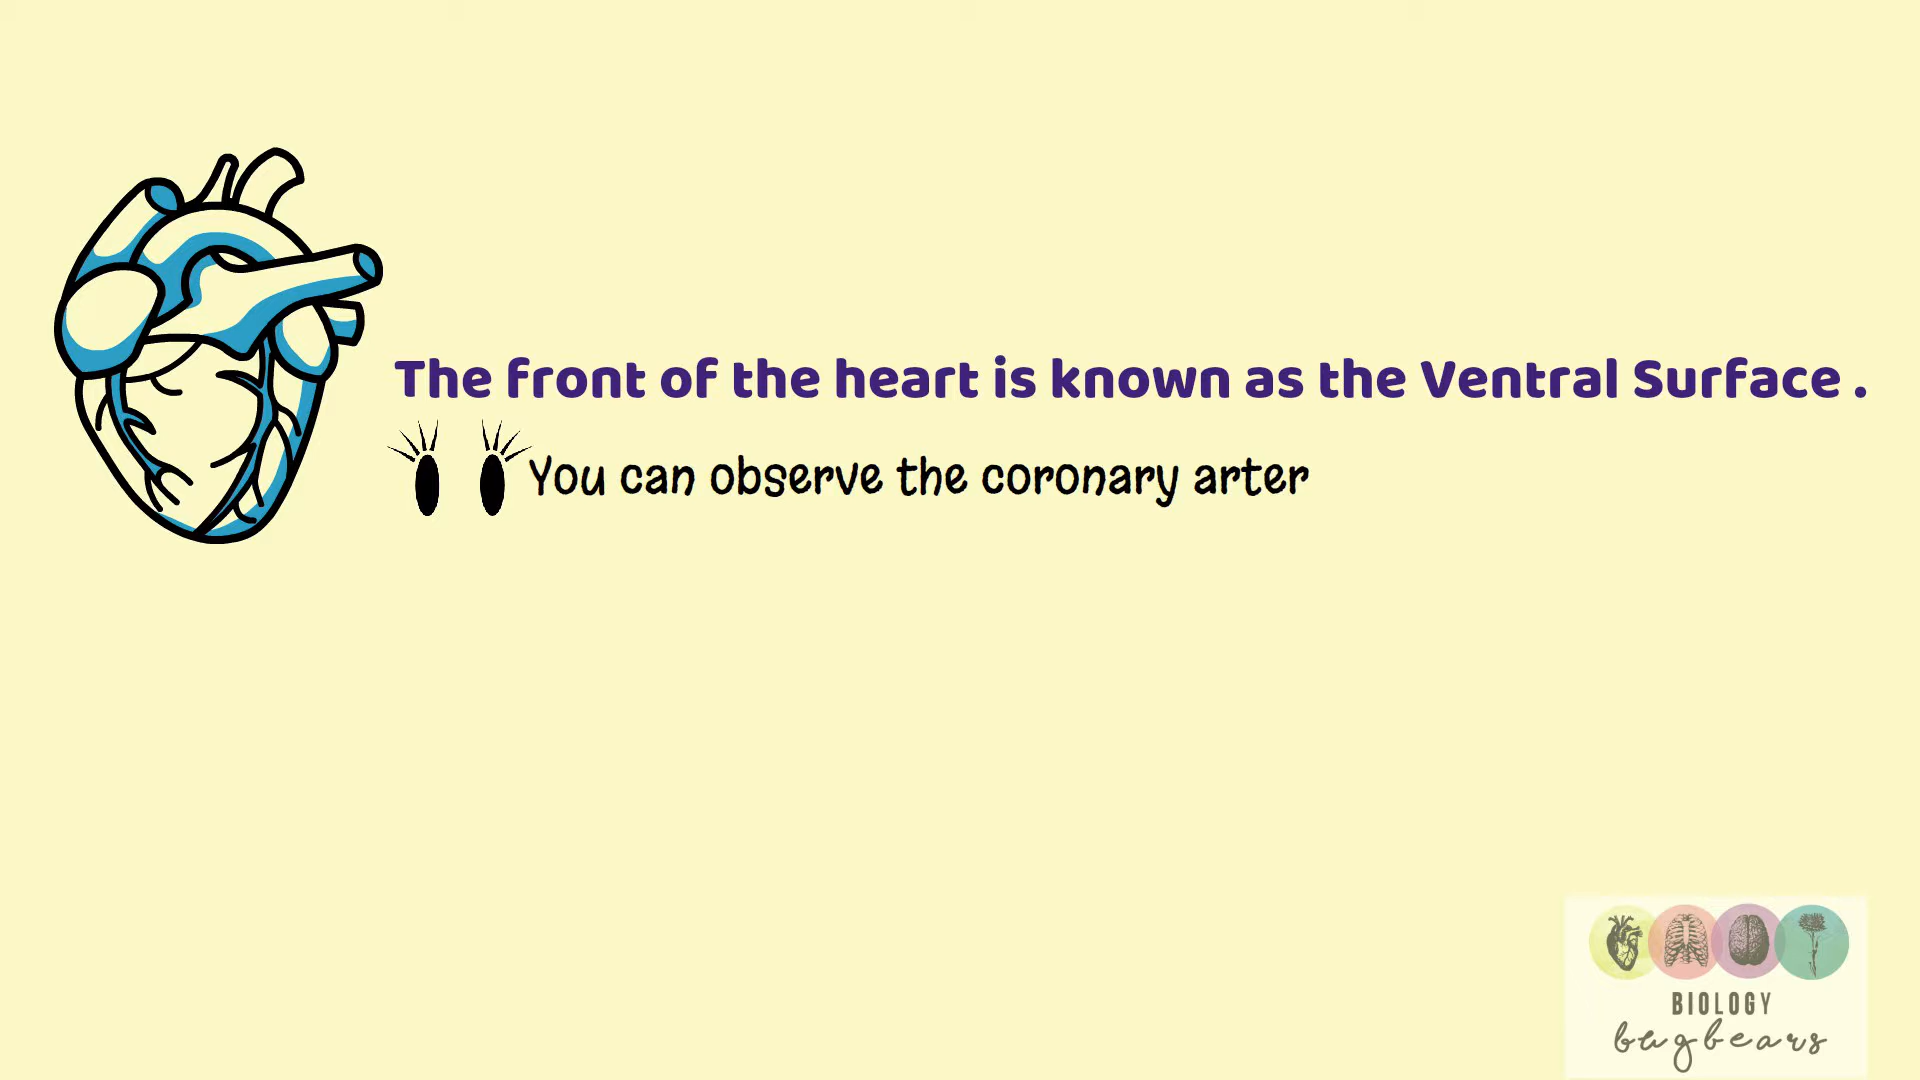 The front of the heart is known as the Ventral Surface .
You can observe the coronary arter
BIOLOGY
bugbears